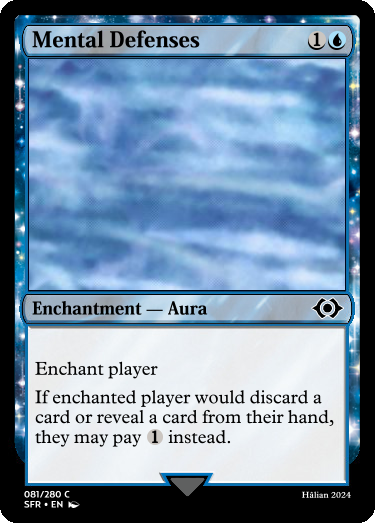 Mental Defenses 1
Enchantment — Aura
Enchant player
If enchanted player would discard a
card or reveal a card from their hand,
they may pay 1 instead.
081/280 C
SFR • EN
Hálian 2024